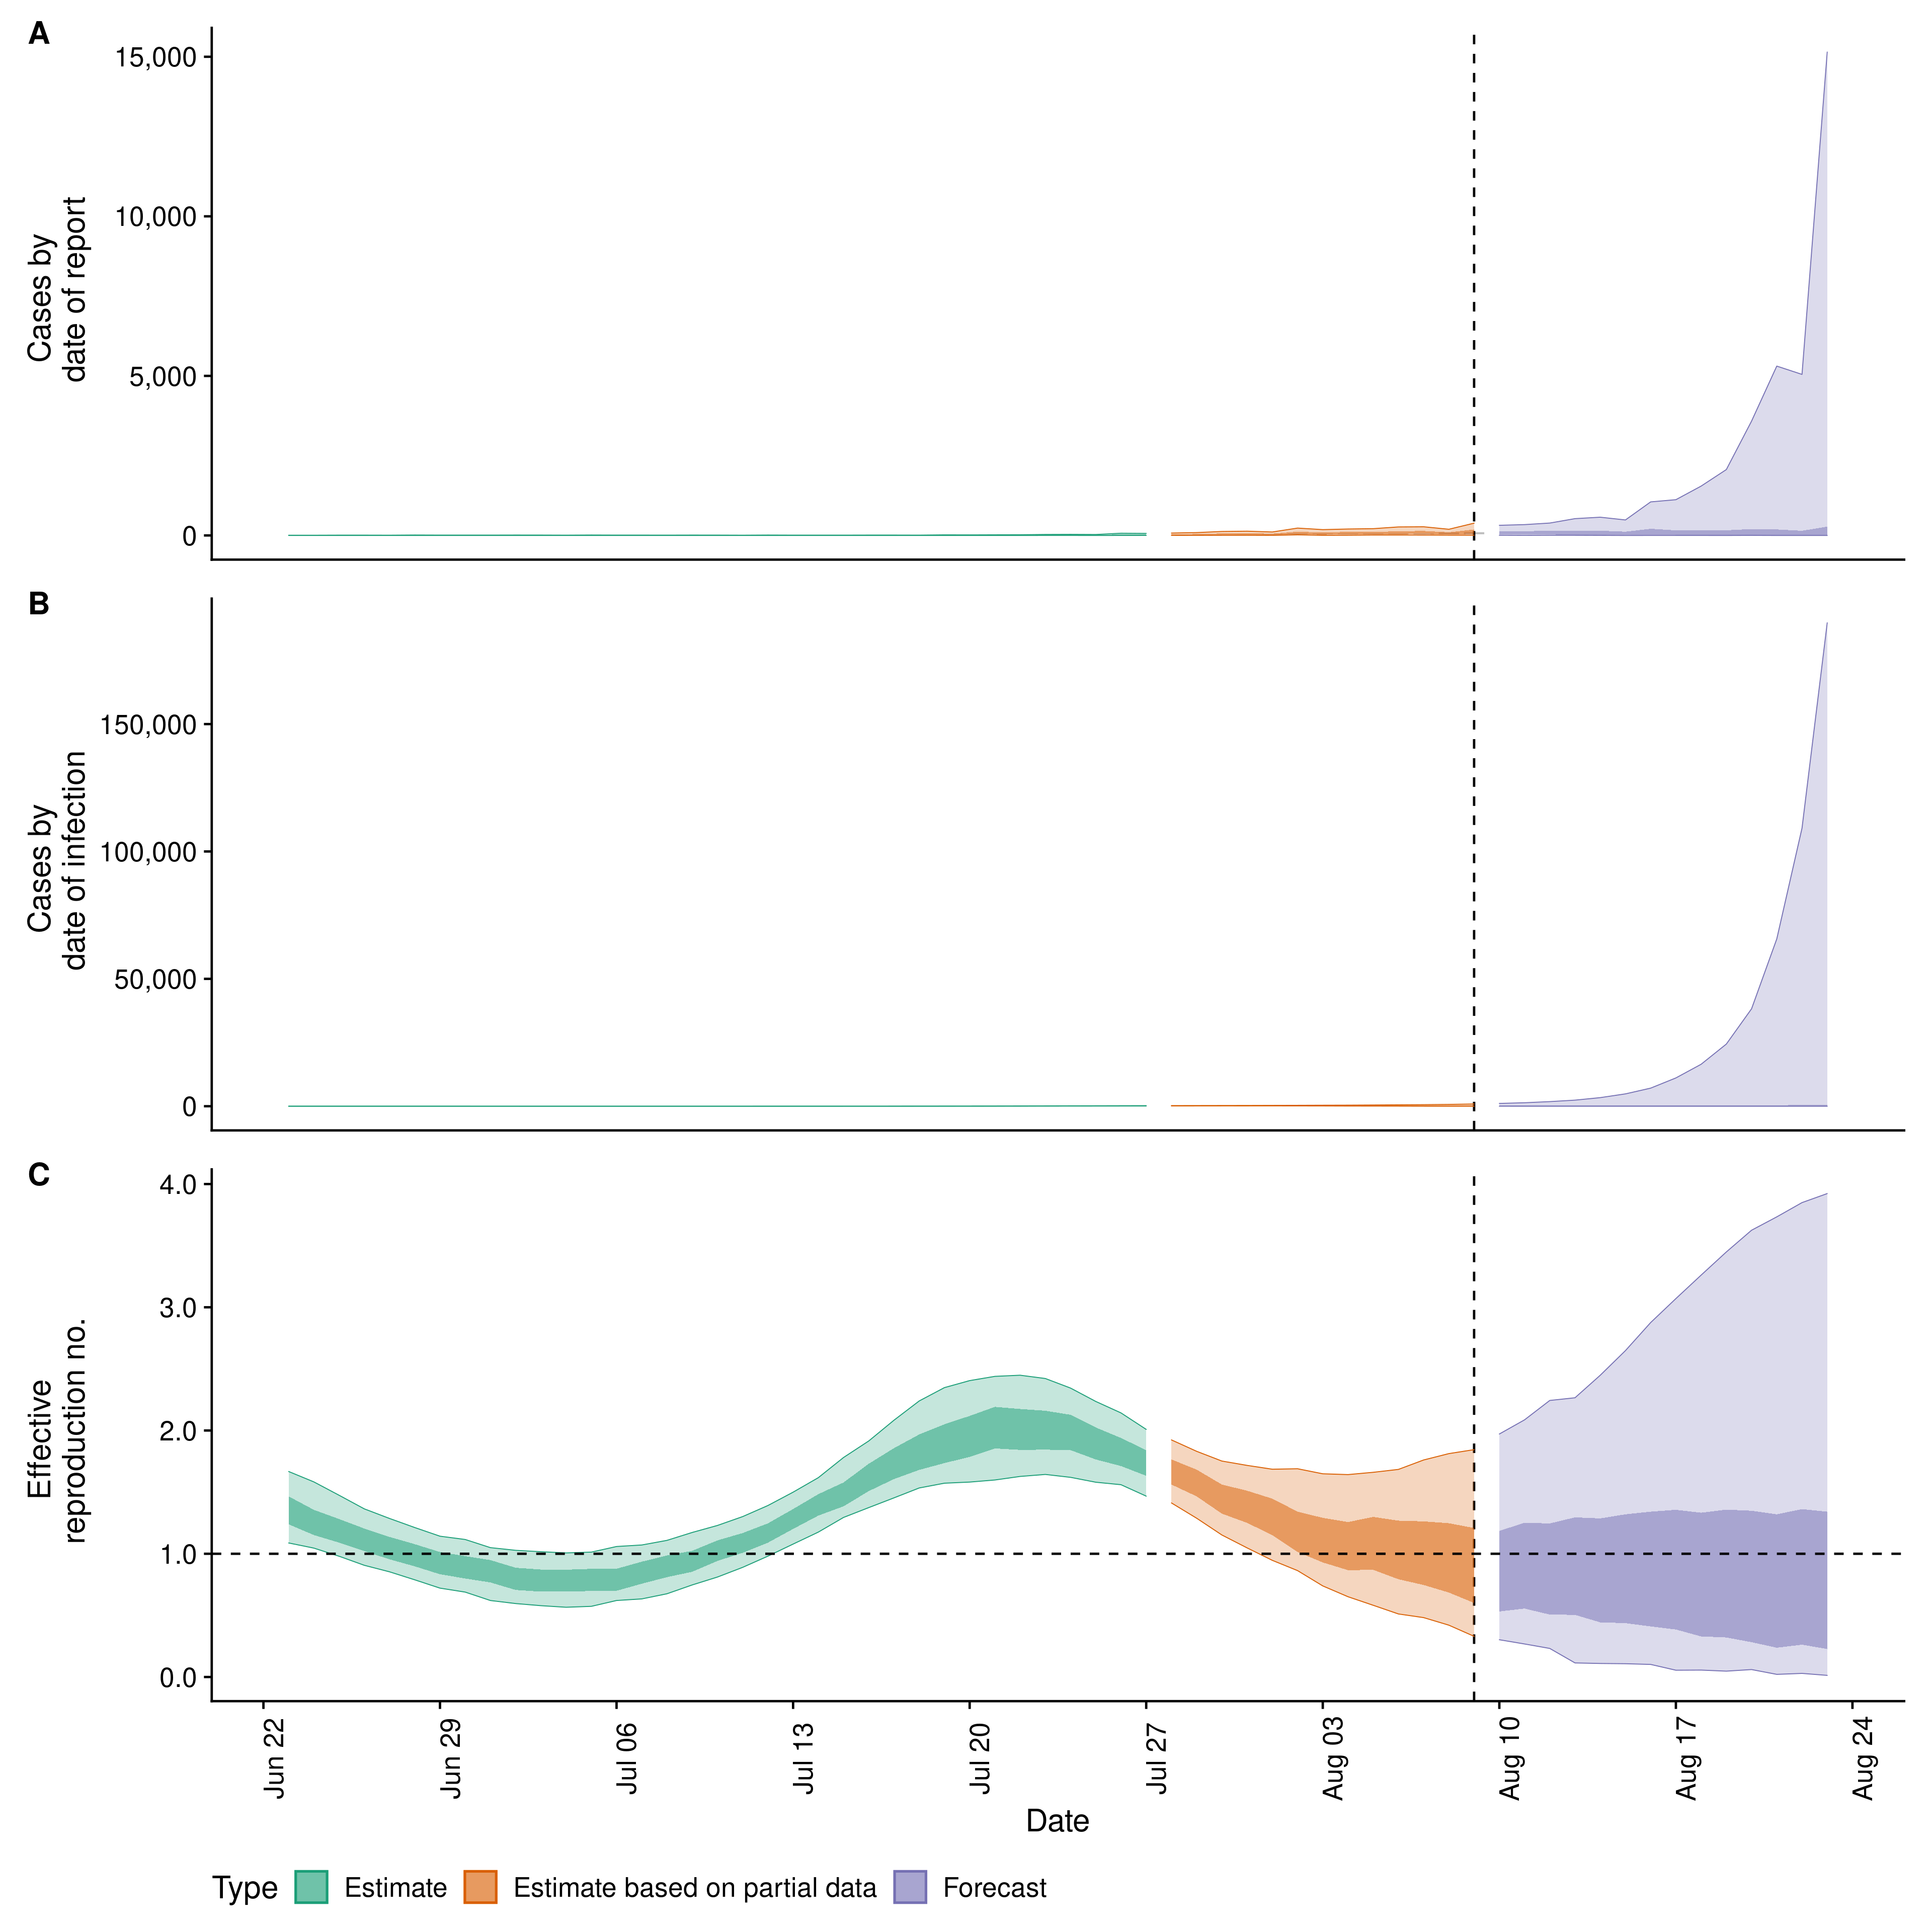 A
15,000
10,000
5,000
0
Cases by
date of report
B
150,000
100,000
50,000
0
Cases by
date of infection
C
4.0
3.0
2.0
1.0
0.0
Effective
reproduction no.
Jun 22
Jun 29
Jul 06
Jul 13
Jul 20
Jul 27
Aug 03
Aug 10
Aug 17
Aug 24
Date
Type Estimate Estimate based on partial data Forecast